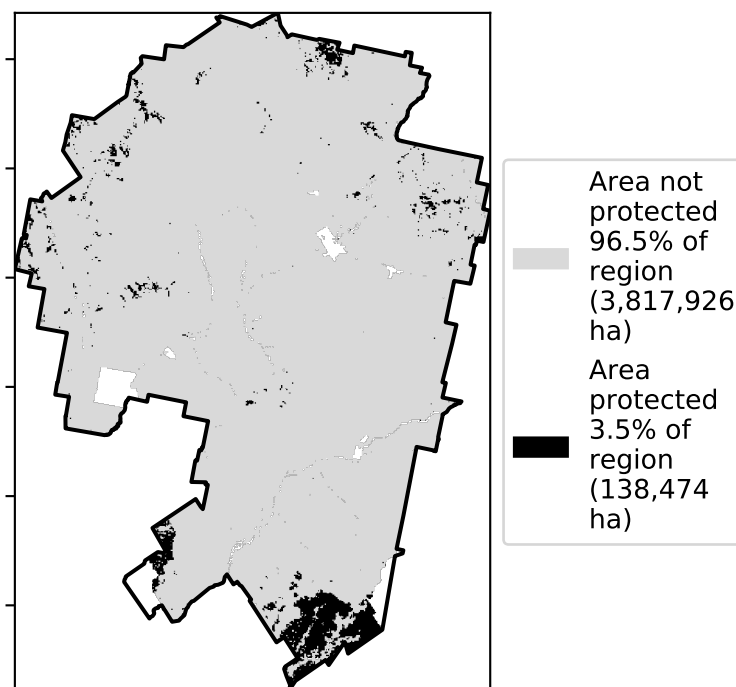 Area not
protected
96.5% of
region
(3,817,926
ha)
Area
protected
3.5% of
region
(138,474
ha)